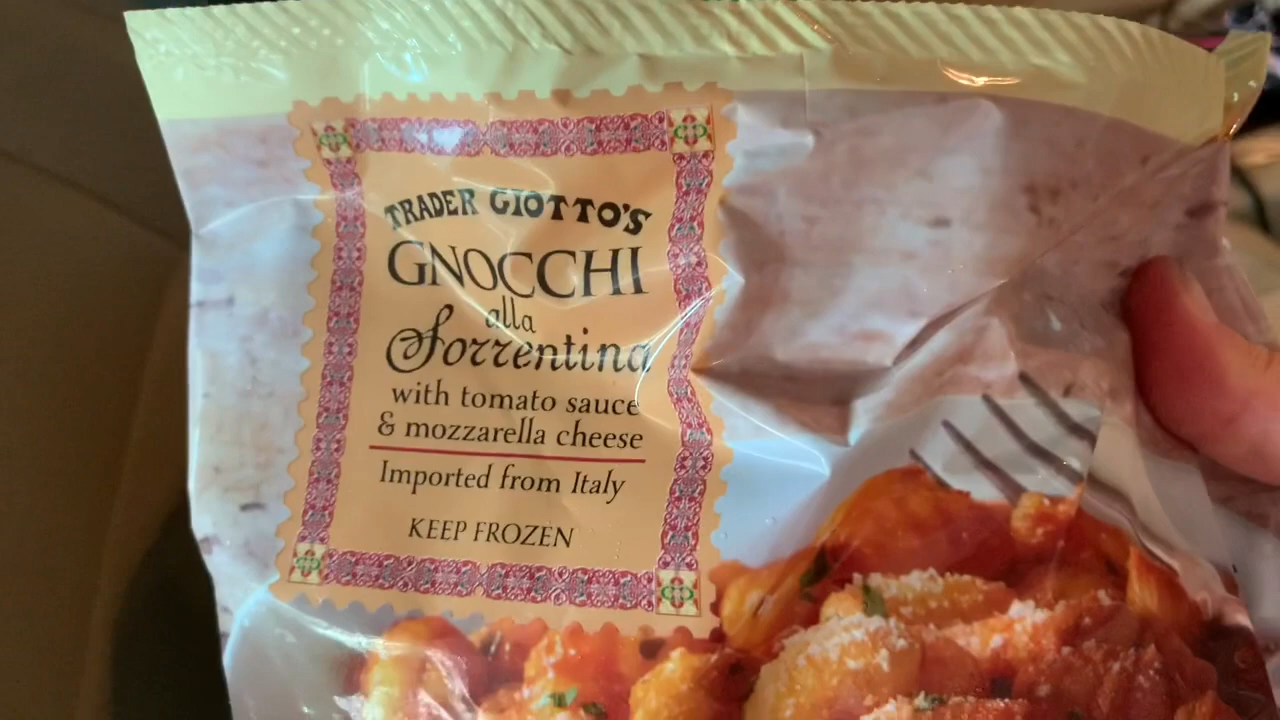 TRADER GIOTTO'S
GNOCCHI
alla
Sorrentina
with tomato sauce
& mozzarella cheese
Imported from Italy
KEEP FROZEN